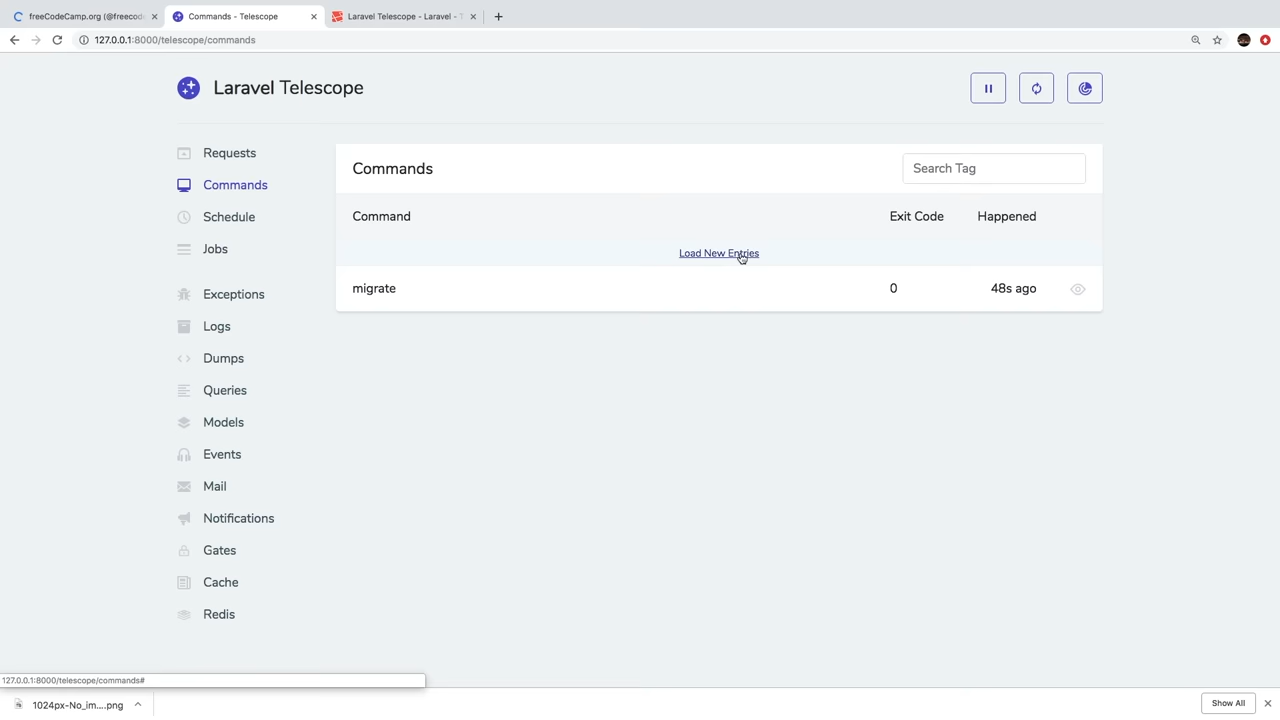 freeCodeCamp.org (@freecode
Commands - Telescope
Laravel Telescope - Laravel - T
127.0.0.1:8000/telescope/commands
Laravel Telescope
Requests
Commands
Schedule
Jobs
Exceptions
Logs
Dumps
Queries
Models
Events
Mail
Notifications
Gates
Cache
Redis
Commands
Search Tag
Command Exit Code Happened
Load New Entries
migrate 0 48s ago
127.0.0.1:8000/telescope/commands#
1024px-No_im....png
Show All